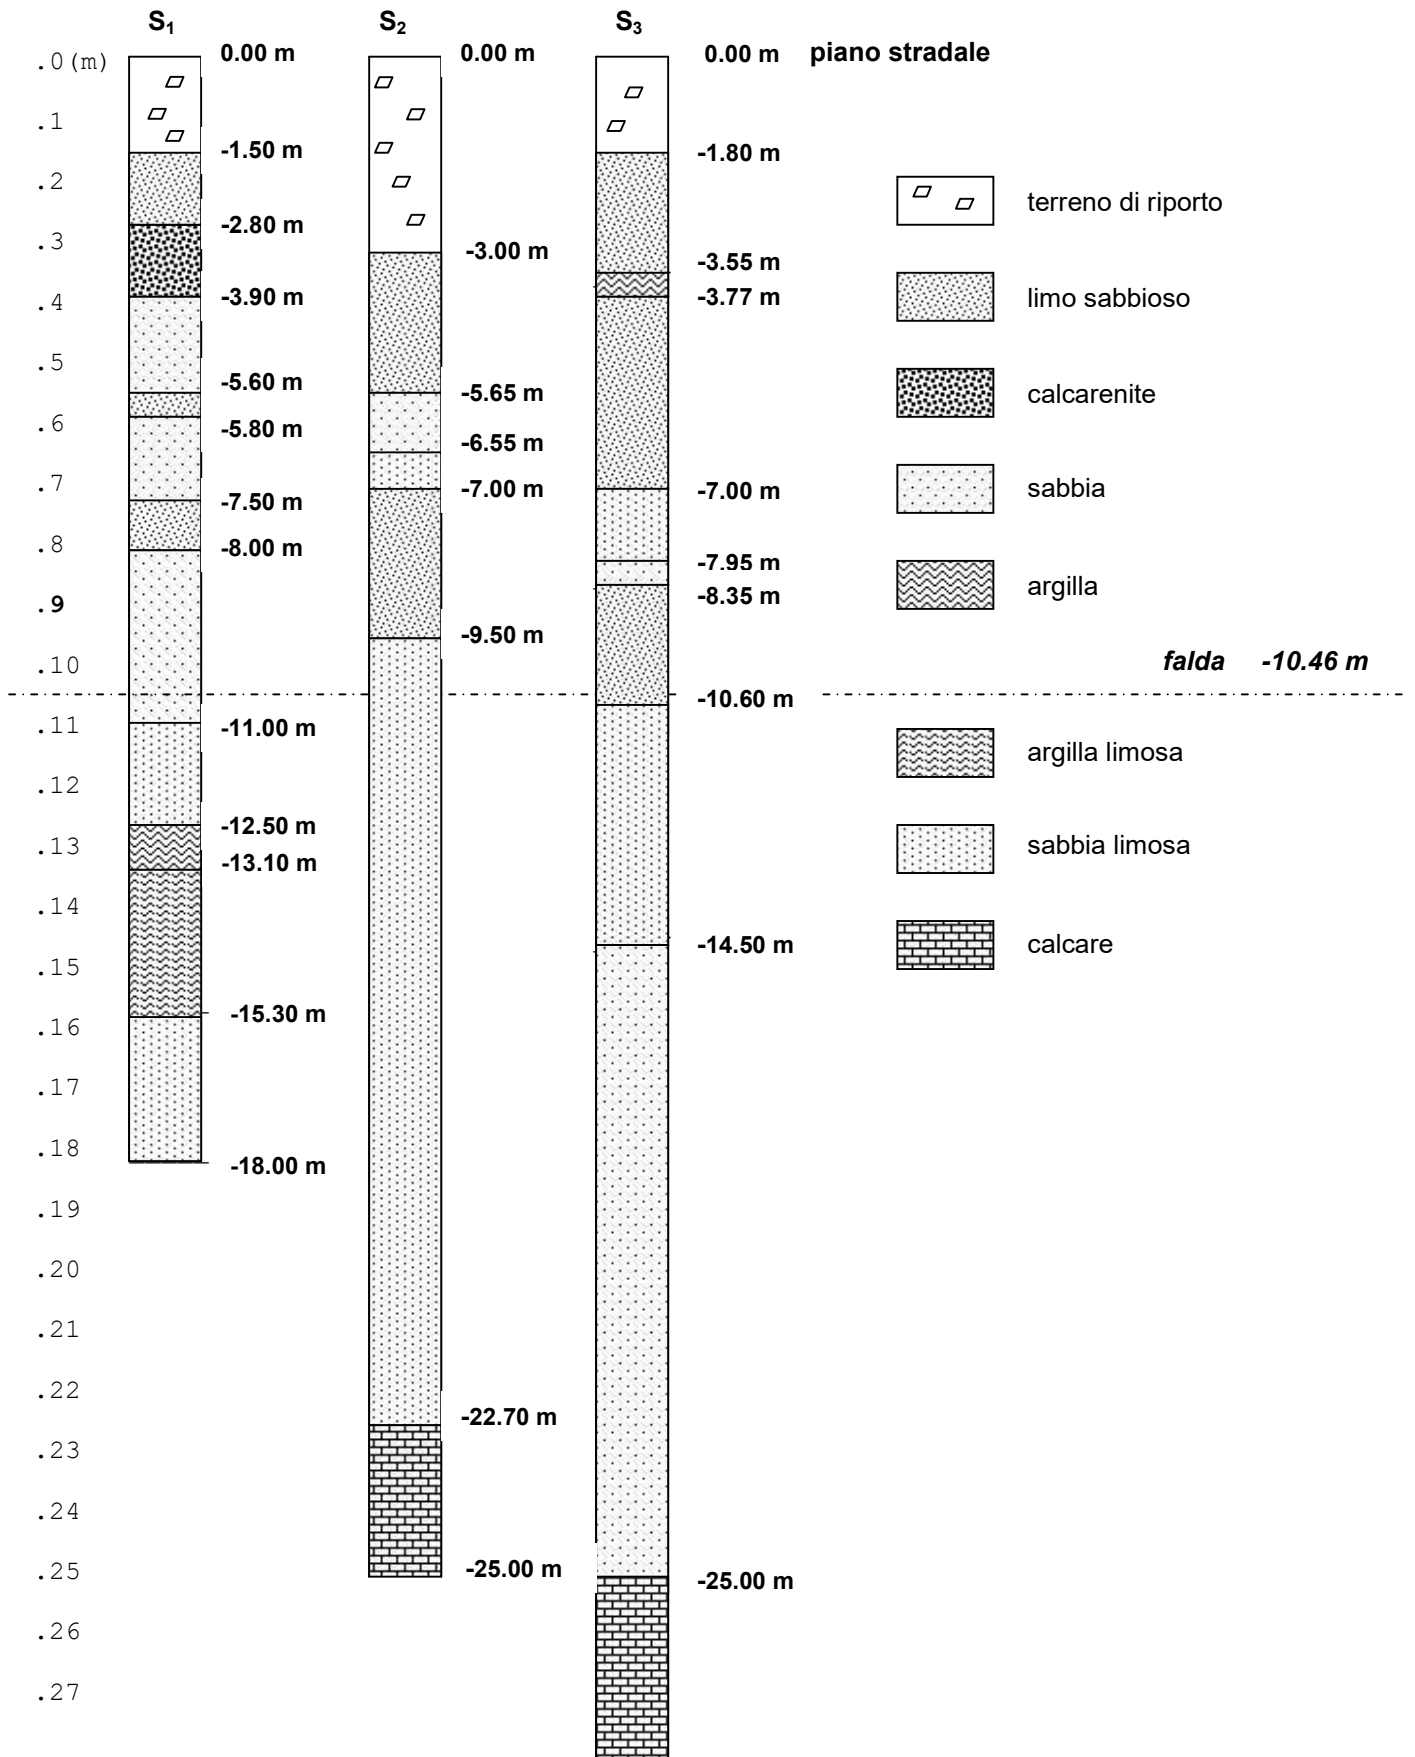 S₁ S₂ S₃
.0(m) 0.00 m 0.00 m 0.00 m piano stradale
.1
-1.50 m -1.80 m
.2
terreno di riporto
-2.80 m
.3
-3.00 m
-3.55 m
-3.90 m -3.77 m limo sabbioso
.4
.5
-5.60 m -5.65 m calcarenite
.6
-5.80 m
-6.55 m
.7 -7.00 m -7.00 m sabbia
-7.50 m
.8 -8.00 m
-7.95 m
argilla
-8.35 m
.9
-9.50 m
.10 falda -10.46 m
-10.60 m
.11 -11.00 m
argilla limosa
.12
-12.50 m
.13 sabbia limosa
-13.10 m
.14
-14.50 m calcare
.15
-15.30 m
.16
.17
.18
-18.00 m
.19
.20
.21
.22
-22.70 m
.23
.24
.25 -25.00 m
-25.00 m
.26
.27